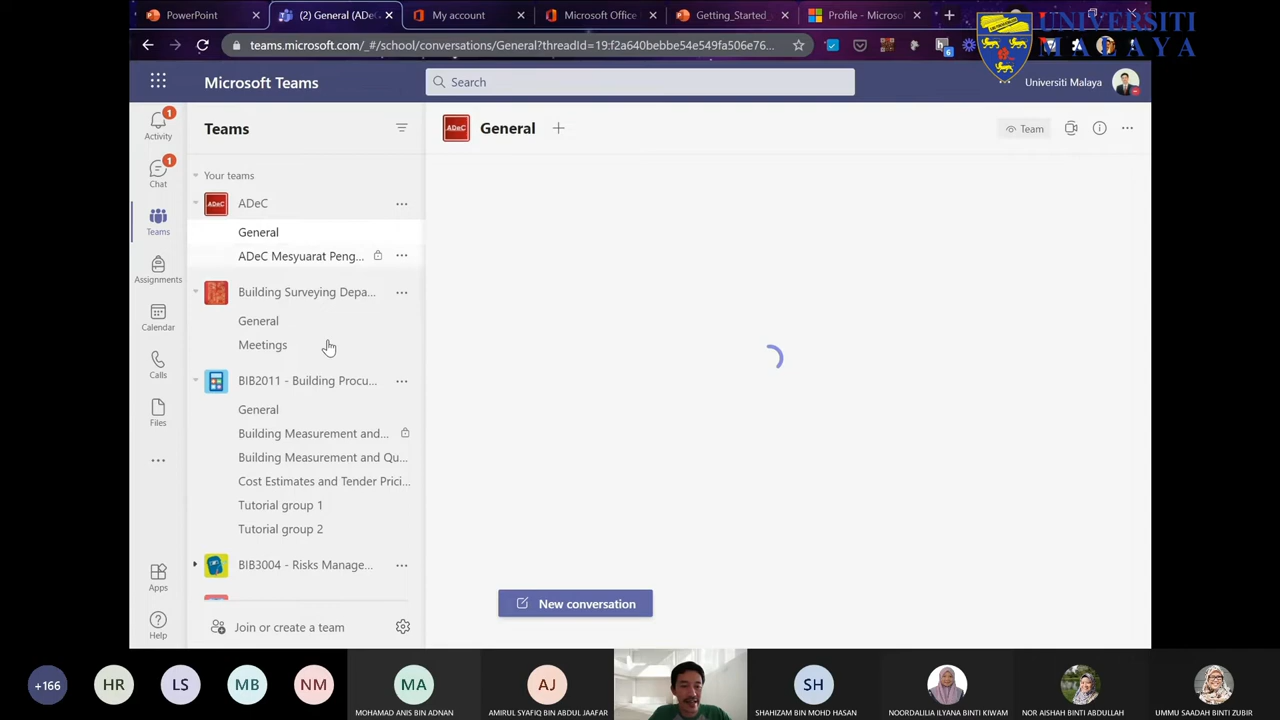 PowerPoint
(2) General (ADeC
My account
Microsoft Office
Getting_Started_
Profile - Microso
UNIVERSITI
MALAYA
teams.microsoft.com/_#/school/conversations/General?threadId=19:f2a640bebbe54e549fa506e76...
6
Microsoft Teams
Search
Universiti Malaya
1
Activity
1
Chat
Teams
Assignments
Calendar
Calls
Files
Apps
Help
Teams
Your teams
ADeC
ADeC
General
ADeC Mesyuarat Peng...
Building Surveying Depa...
General
Meetings
BIB2011 - Building Procu...
General
Building Measurement and...
Building Measurement and Qu...
Cost Estimates and Tender Prici...
Tutorial group 1
Tutorial group 2
BIB3004 - Risks Manage...
Join or create a team
ADeC
General
Team
New conversation
+166
HR
LS
MB
NM
MA
MOHAMAD ANIS BIN ADNAN
AJ
AMIRUL SYAFIQ BIN ABDUL JAAFAR
SH
SHAHIZAM BIN MOHD HASAN
NOORDALILIA ILYANA BINTI KIWAM
NOR AISHAH BINTI ABDULLAH
UMMU SAADAH BINTI ZUBIR